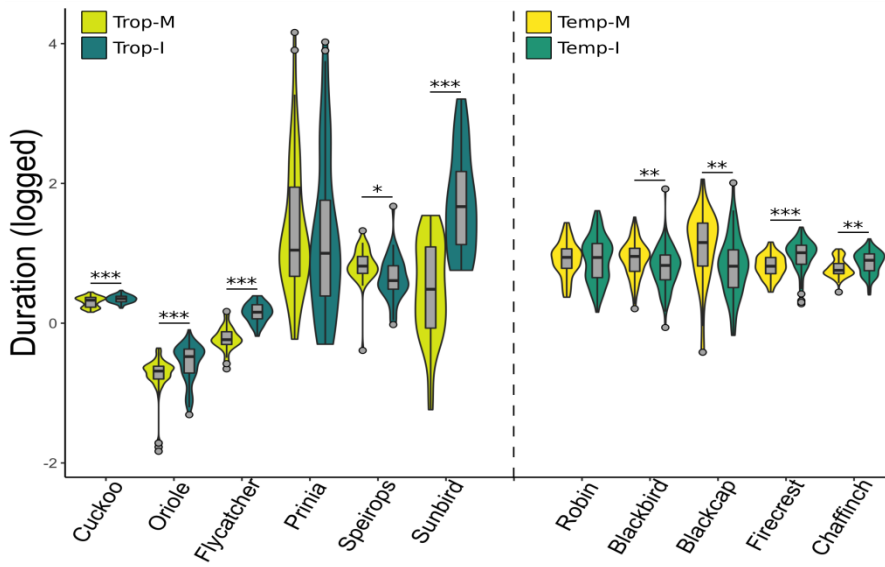 Trop-M
Trop-I
Temp-M
Temp-I
Duration (logged)
4
2
0
-2
***
***
***
*
***
**
**
***
**
Cuckoo
Oriole
Flycatcher
Prinia
Speirops
Sunbird
Robin
Blackbird
Blackcap
Firecrest
Chaffinch